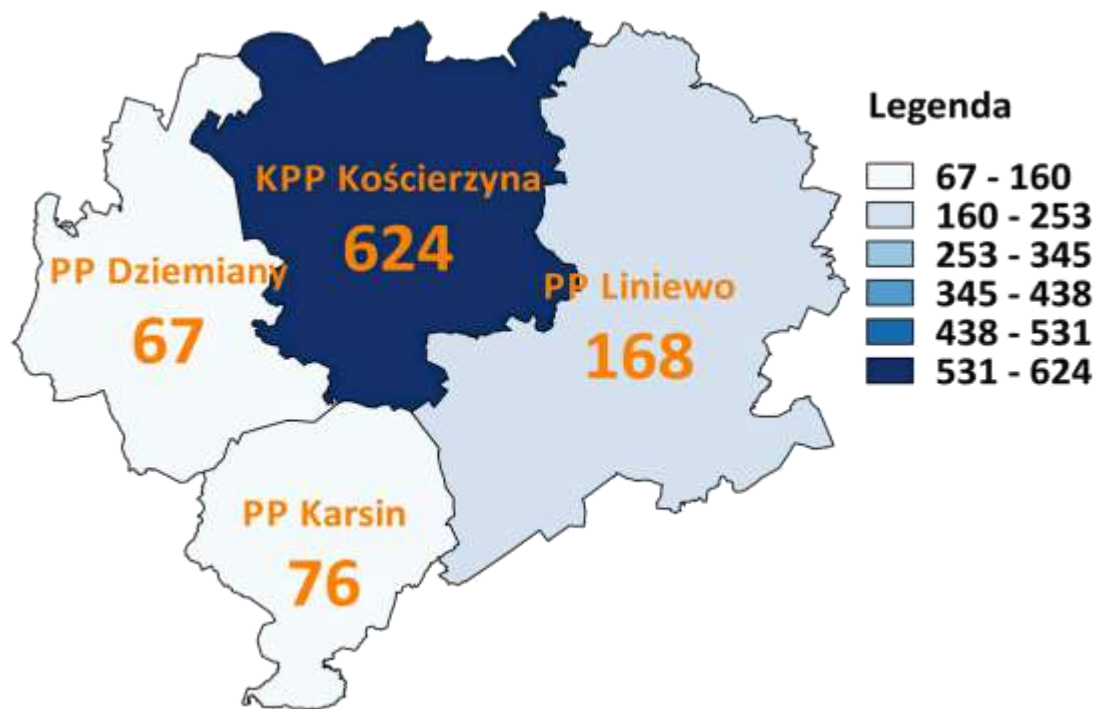 KPP Kościerzyna
624
PP Dziemiany
67
PP Liniewo
168
PP Karsin
76
Legenda
67 - 160
160 - 253
253 - 345
345 - 438
438 - 531
531 - 624